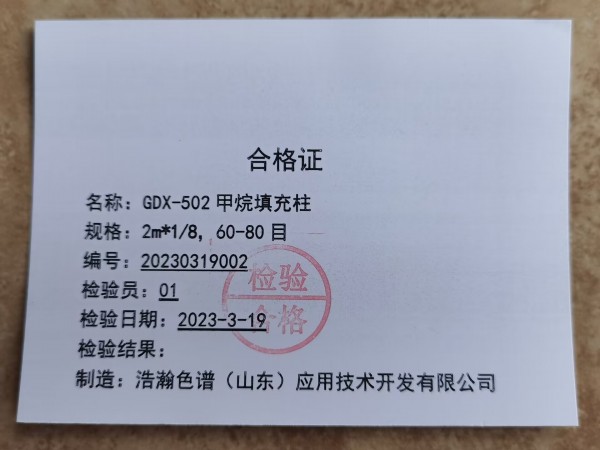 合格证
名称：GDX-502 甲烷填充柱
规格：2m*1/8，60-80 目
编号：20230319002
检验员：01
检验日期：2023-3-19
检验结果：
制造：浩瀚色谱（山东）应用技术开发有限公司
检验
合格